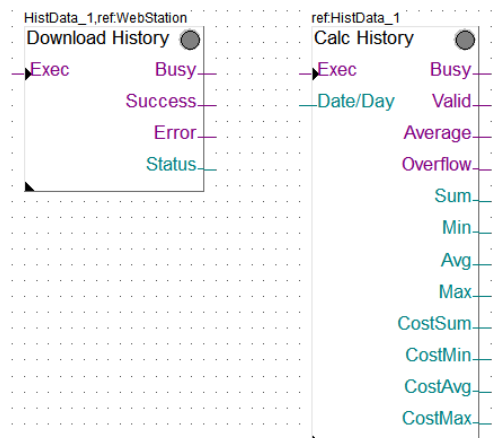 HistData_1,ref:WebStation
Download History
Exec Busy
Success
Error
Status
ref:HistData_1
Calc History
Exec Busy
Date/Day Valid
Average
Overflow
Sum
Min
Avg
Max
CostSum
CostMin
CostAvg
CostMax